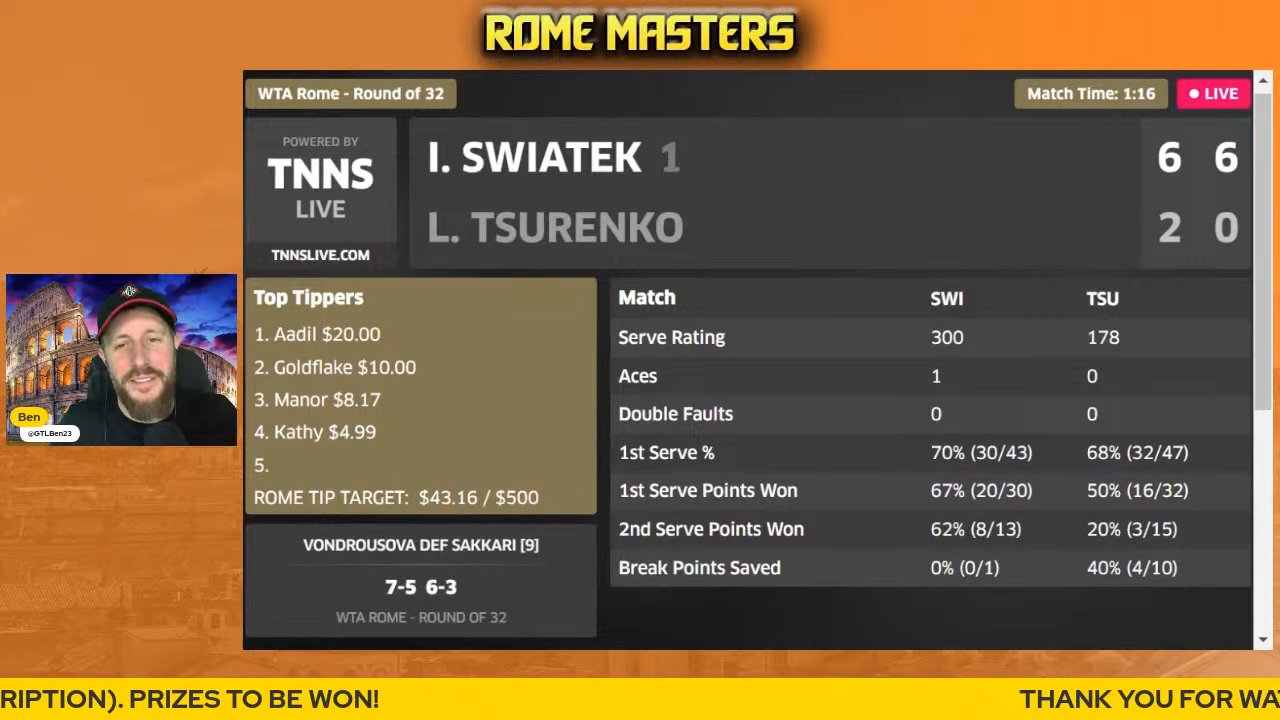 ROME MASTERS
WTA Rome - Round of 32
Match Time: 1:16
LIVE
POWERED BY
TNNS
LIVE
TNNSLIVE.COM
I. SWIATEK 1 6 6
L. TSURENKO 2 0
Top Tippers
1. Aadil $20.00
2. Goldflake $10.00
3. Manor $8.17
4. Kathy $4.99
5.
ROME TIP TARGET: $43.16 / $500
VONDROUSOVA DEF SAKKARI [9]
7-5 6-3
WTA ROME - ROUND OF 32
Match SWI TSU
Serve Rating 300 178
Aces 1 0
Double Faults 0 0
1st Serve % 70% (30/43) 68% (32/47)
1st Serve Points Won 67% (20/30) 50% (16/32)
2nd Serve Points Won 62% (8/13) 20% (3/15)
Break Points Saved 0% (0/1) 40% (4/10)
Ben
@GTLBen23
RIPTION). PRIZES TO BE WON! THANK YOU FOR WA